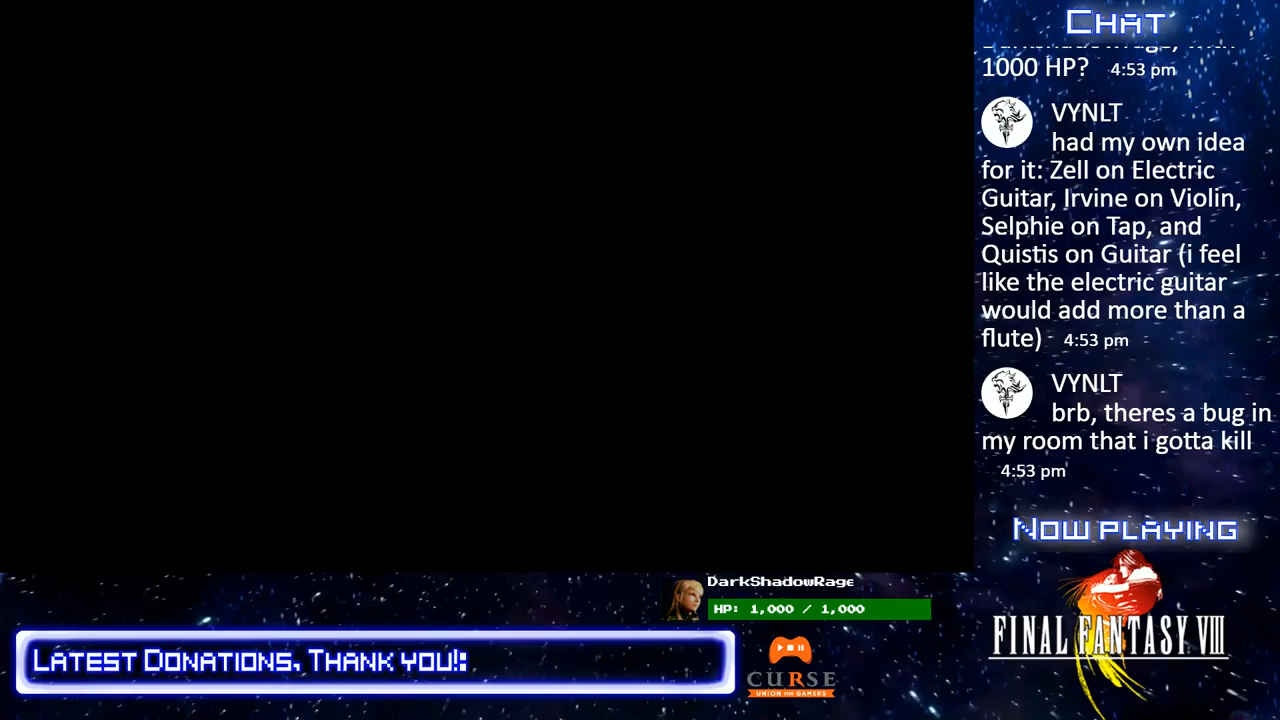 Chat
1000 HP? 4:53 pm
VYNLT
had my own idea
for it: Zell on Electric
Guitar, Irvine on Violin,
Selphie on Tap, and
Quistis on Guitar (i feel
like the electric guitar
would add more than a
flute) 4:53 pm
VYNLT
brb, theres a bug in
my room that i gotta kill
4:53 pm
Now playing
FINAL FANTASY VIII
DarkShadowRage
HP: 1,000 / 1,000
Latest Donations, Thank you!:
CURSE
UNION FOR GAMERS